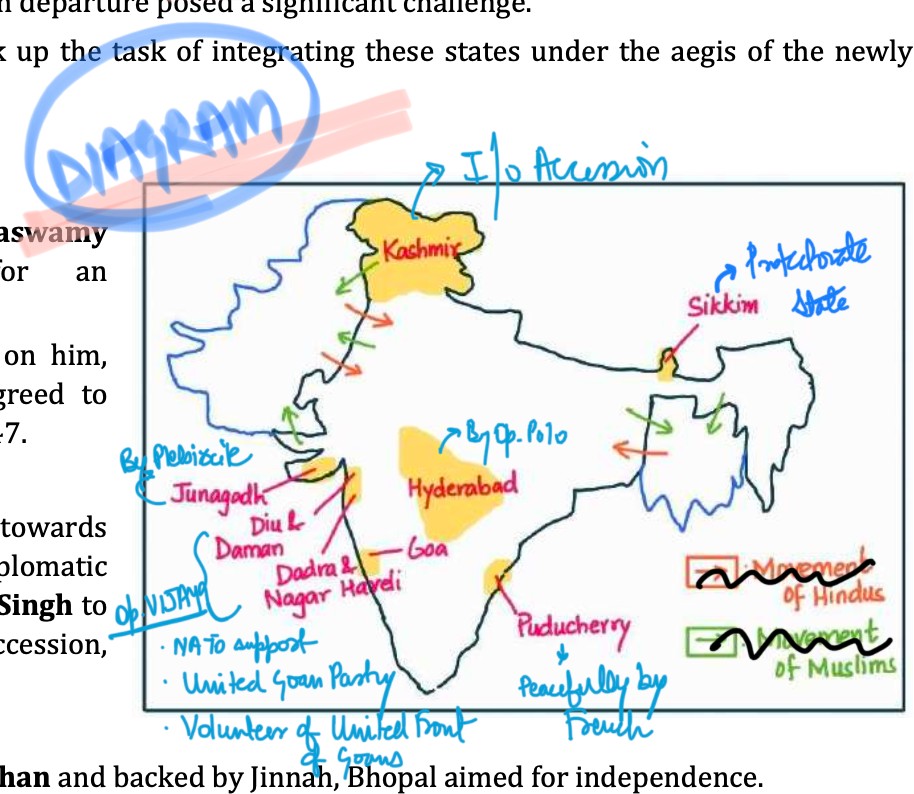 n departure posed a significant challenge.
k up the task of integrating these states under the aegis of the newly
DIAGRAM
I/o Accession
aswamy
for an
on him,
greed to
47.
towards
plomatic
Singh to
ccession,
Kashmir
Protectorate
State
Sikkim
By Op. Polo
Hyderabad
By Plebiscite
Junagadh
Diu &
Daman
Goa
Dadra &
Nagar Haveli
Op VIJAY
Movement
of Hindus
Movement
of Muslims
Puducherry
Peacefully by
French
· NATO support
· United Goan Pasty
· Volunteer of United Front
of Goans
han and backed by Jinnah, Bhopal aimed for independence.